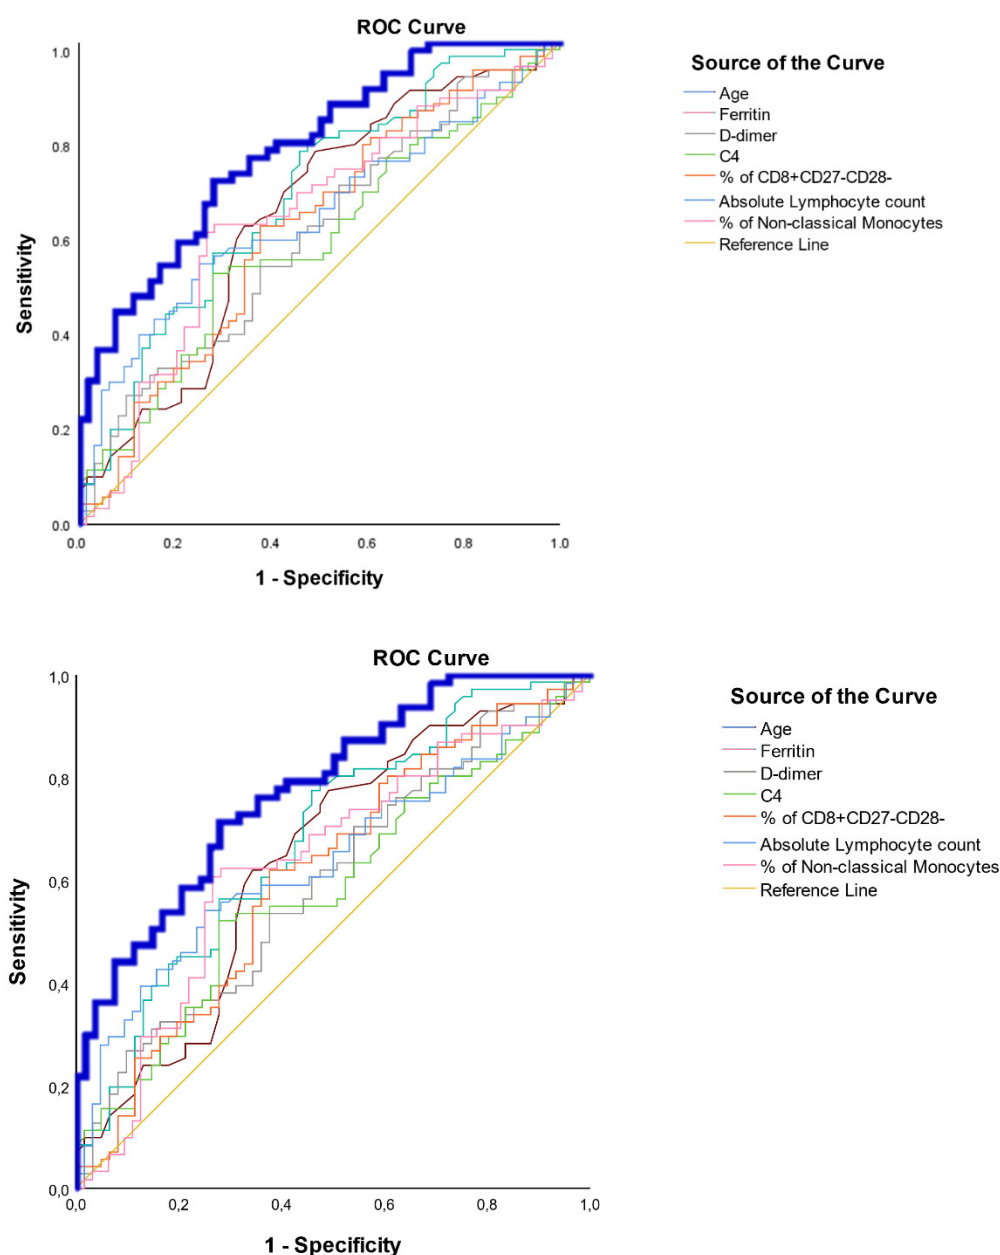 ROC Curve
Source of the Curve
Age
Ferritin
D-dimer
C4
% of CD8+CD27-CD28-
Absolute Lymphocyte count
% of Non-classical Monocytes
Reference Line
Sensitivity
1.0
0.8
0.6
0.4
0.2
0.0
0.0 0.2 0.4 0.6 0.8 1.0
1 - Specificity
ROC Curve
Source of the Curve
Age
Ferritin
D-dimer
C4
% of CD8+CD27-CD28-
Absolute Lymphocyte count
% of Non-classical Monocytes
Reference Line
Sensitivity
1,0
0,8
0,6
0,4
0,2
0,0
0,0 0,2 0,4 0,6 0,8 1,0
1 - Specificity